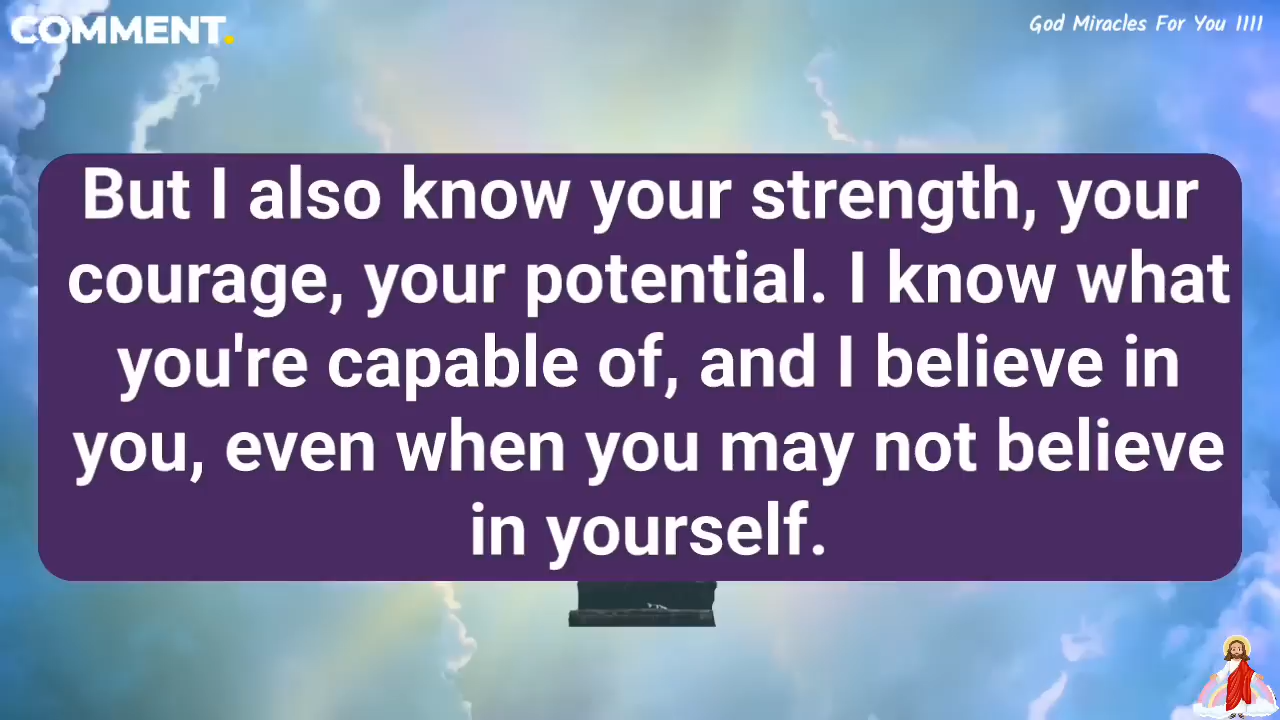 COMMENT.
God Miracles For You 1111
But I also know your strength, your
courage, your potential. I know what
you're capable of, and I believe in
you, even when you may not believe
in yourself.